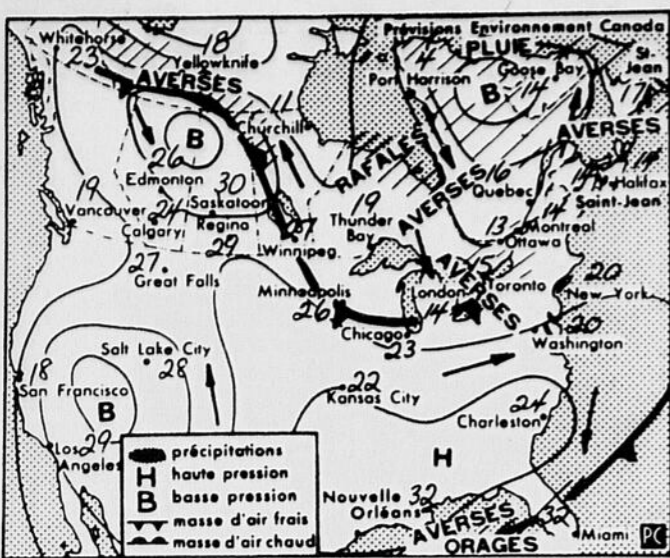 Prévisions Environnement Canada
Whitehorse
18
PLUIE
23
Yellowknife
4
Goose Bay
St-Jean
AVERSES
Port Harrison
14
B
17
11
B
Churchill
AVERSES
RAFALES
26
Edmonton
30
19
16
Halifax
19
Saskatoon
AVERSES
Québec
14
Saint-Jean
Vancouver
24
Thunder Bay
Calgary
Regina
13
Montreal
Ottawa
29
Winnipeg
27
AVERSES
15
Great Falls
Toronto
20
Minneapolis
London
New York
26
14
Chicago
20
23
Washington
Salt Lake City
18
28
22
San Francisco
Kansas City
24
B
Charleston
Los Angeles
29
précipitations
H haute pression
H
B basse pression
Nouvelle Orléans
32
masse d'air frais
AVERSES
32
masse d'air chaud
ORAGES
Miami
PC